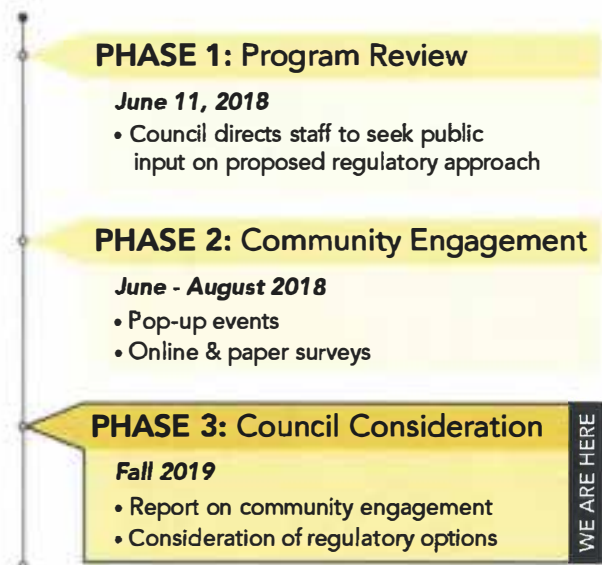 PHASE 1: Program Review
June 11, 2018
• Council directs staff to seek public
input on proposed regulatory approach
PHASE 2: Community Engagement
June - August 2018
• Pop-up events
• Online & paper surveys
PHASE 3: Council Consideration
Fall 2019
• Report on community engagement
• Consideration of regulatory options
WE ARE HERE